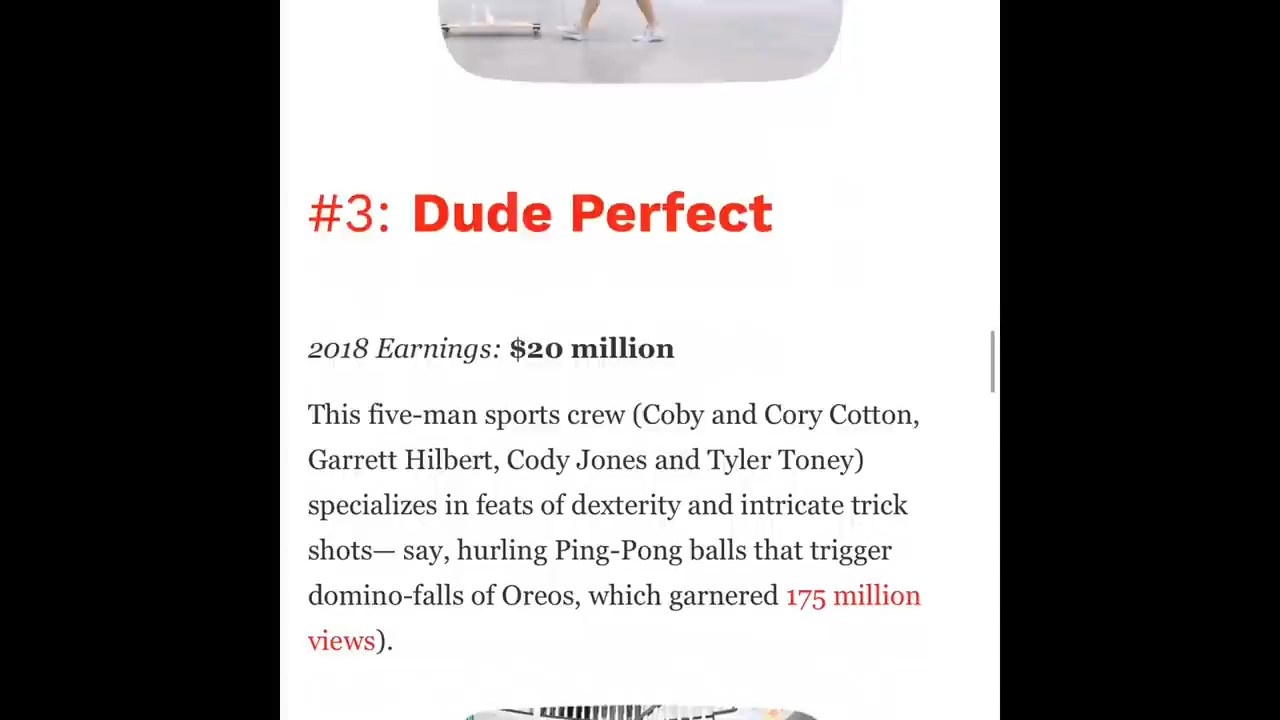 #3: Dude Perfect
2018 Earnings: $20 million
This five-man sports crew (Coby and Cory Cotton,
Garrett Hilbert, Cody Jones and Tyler Toney)
specializes in feats of dexterity and intricate trick
shots— say, hurling Ping-Pong balls that trigger
domino-falls of Oreos, which garnered 175 million
views).